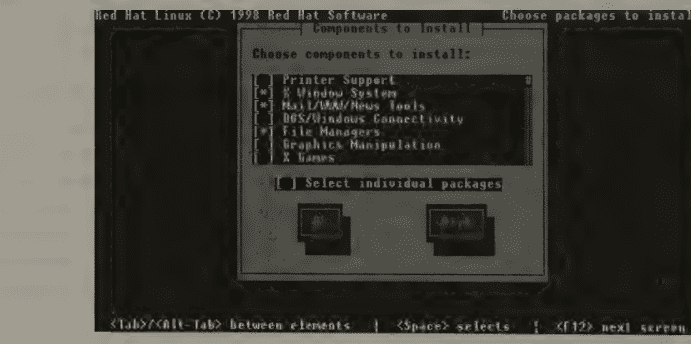 Red Hat Linux (C) 1998 Red Hat Software Choose packages to instal
Components to Install
Choose components to install:
[ ] Printer Support
[*] X Window System
[*] Mail/WWW/News Tools
[ ] DOS/Windows Connectivity
[*] File Managers
[ ] Graphics Manipulation
[ ] X Games
[ ] Select individual packages
<Tab>/<Alt-Tab> between elements | <Space> selects | <F12> next screen